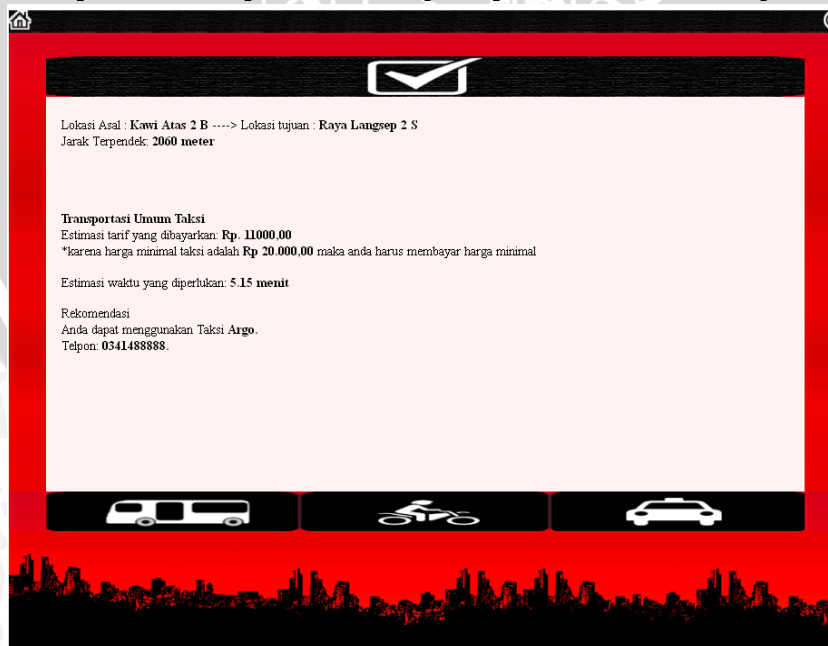 Lokasi Asal : Kawi Atas 2 B ----> Lokasi tujuan : Raya Langsep 2 S
Jarak Terpendek: 2060 meter
Transportasi Umum Taksi
Estimasi tarif yang dibayarkan: Rp. 11000,00
*karena harga minimal taksi adalah Rp 20.000,00 maka anda harus membayar harga minimal
Estimasi waktu yang diperlukan: 5.15 menit
Rekomendasi
Anda dapat menggunakan Taksi Argo.
Telpon: 0341488888.